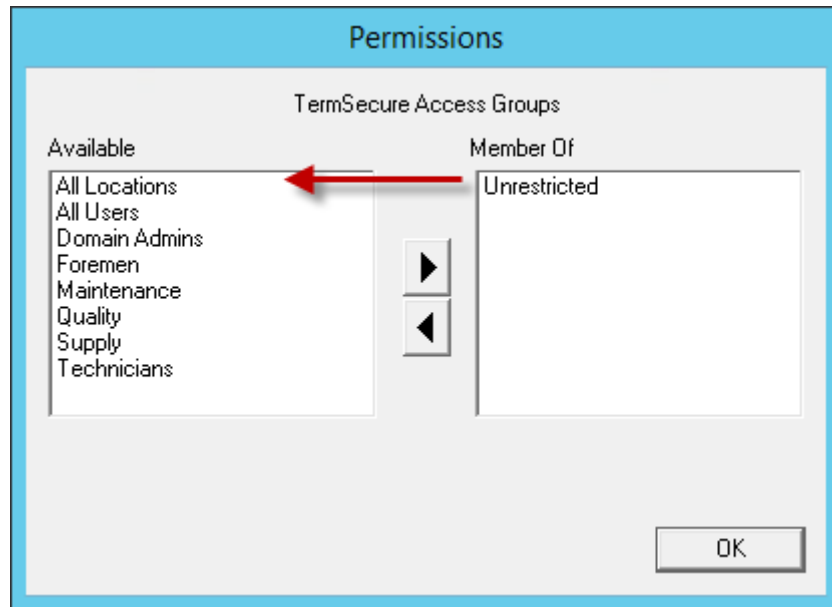 Permissions
TermSecure Access Groups
Available
Member Of
All Locations
All Users
Domain Admins
Foremen
Maintenance
Quality
Supply
Technicians
Unrestricted
OK